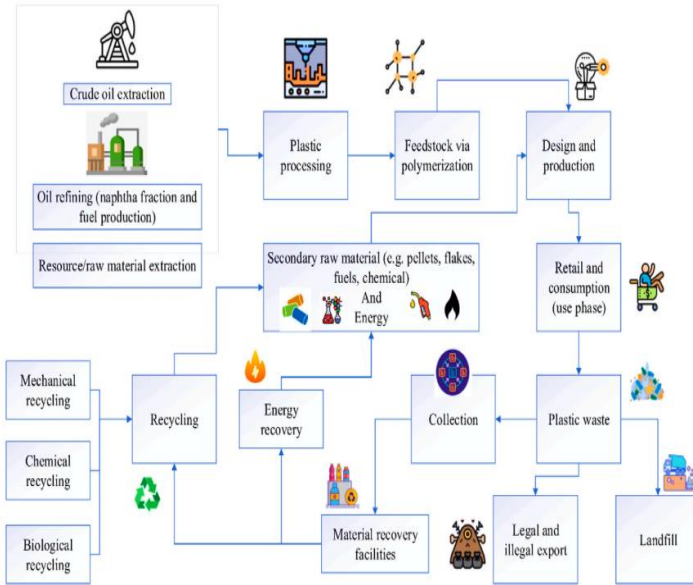 Crude oil extraction
Oil refining (naphtha fraction and
fuel production)
Resource/raw material extraction
Plastic
processing
Feedstock via
polymerization
Design and
production
Secondary raw material (e.g. pellets, flakes,
fuels, chemical)
And
Energy
Retail and
consumption
(use phase)
Mechanical
recycling
Chemical
recycling
Biological
recycling
Recycling
Energy
recovery
Collection
Plastic waste
Material recovery
facilities
Legal and
illegal export
Landfill